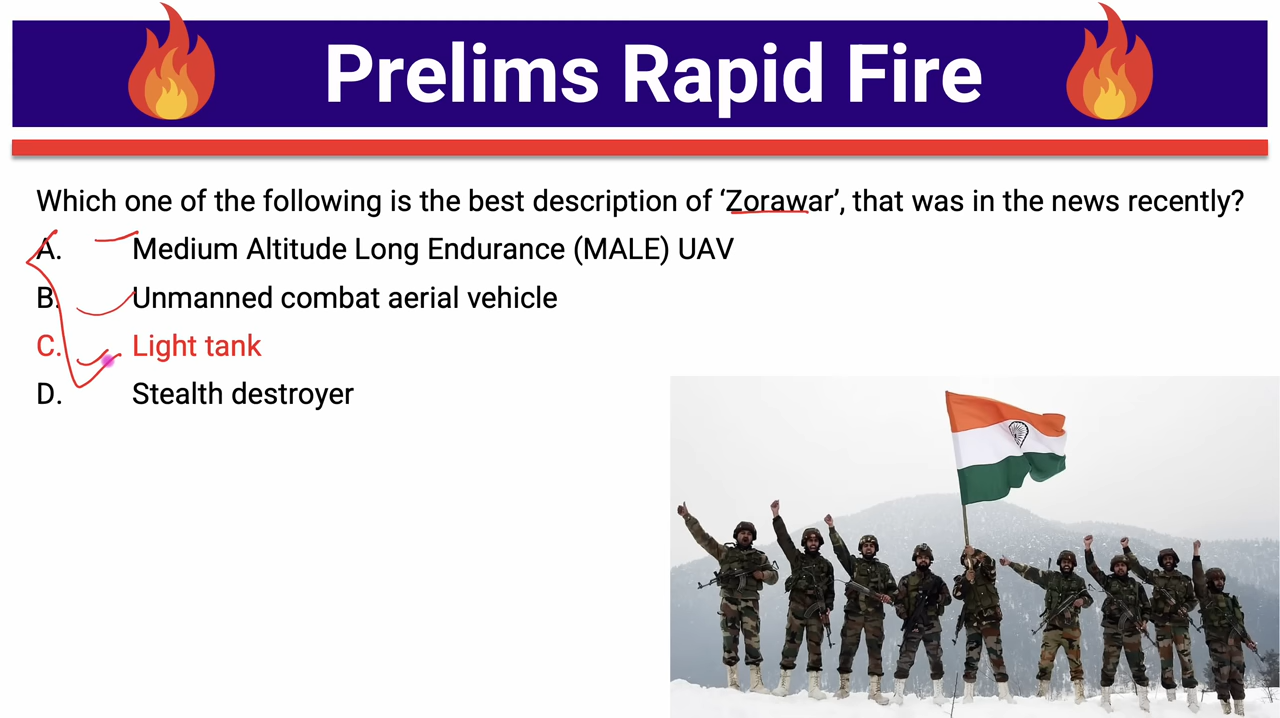 Prelims Rapid Fire
Which one of the following is the best description of ‘Zorawar’, that was in the news recently?
A. Medium Altitude Long Endurance (MALE) UAV
B. Unmanned combat aerial vehicle
C. Light tank
D. Stealth destroyer